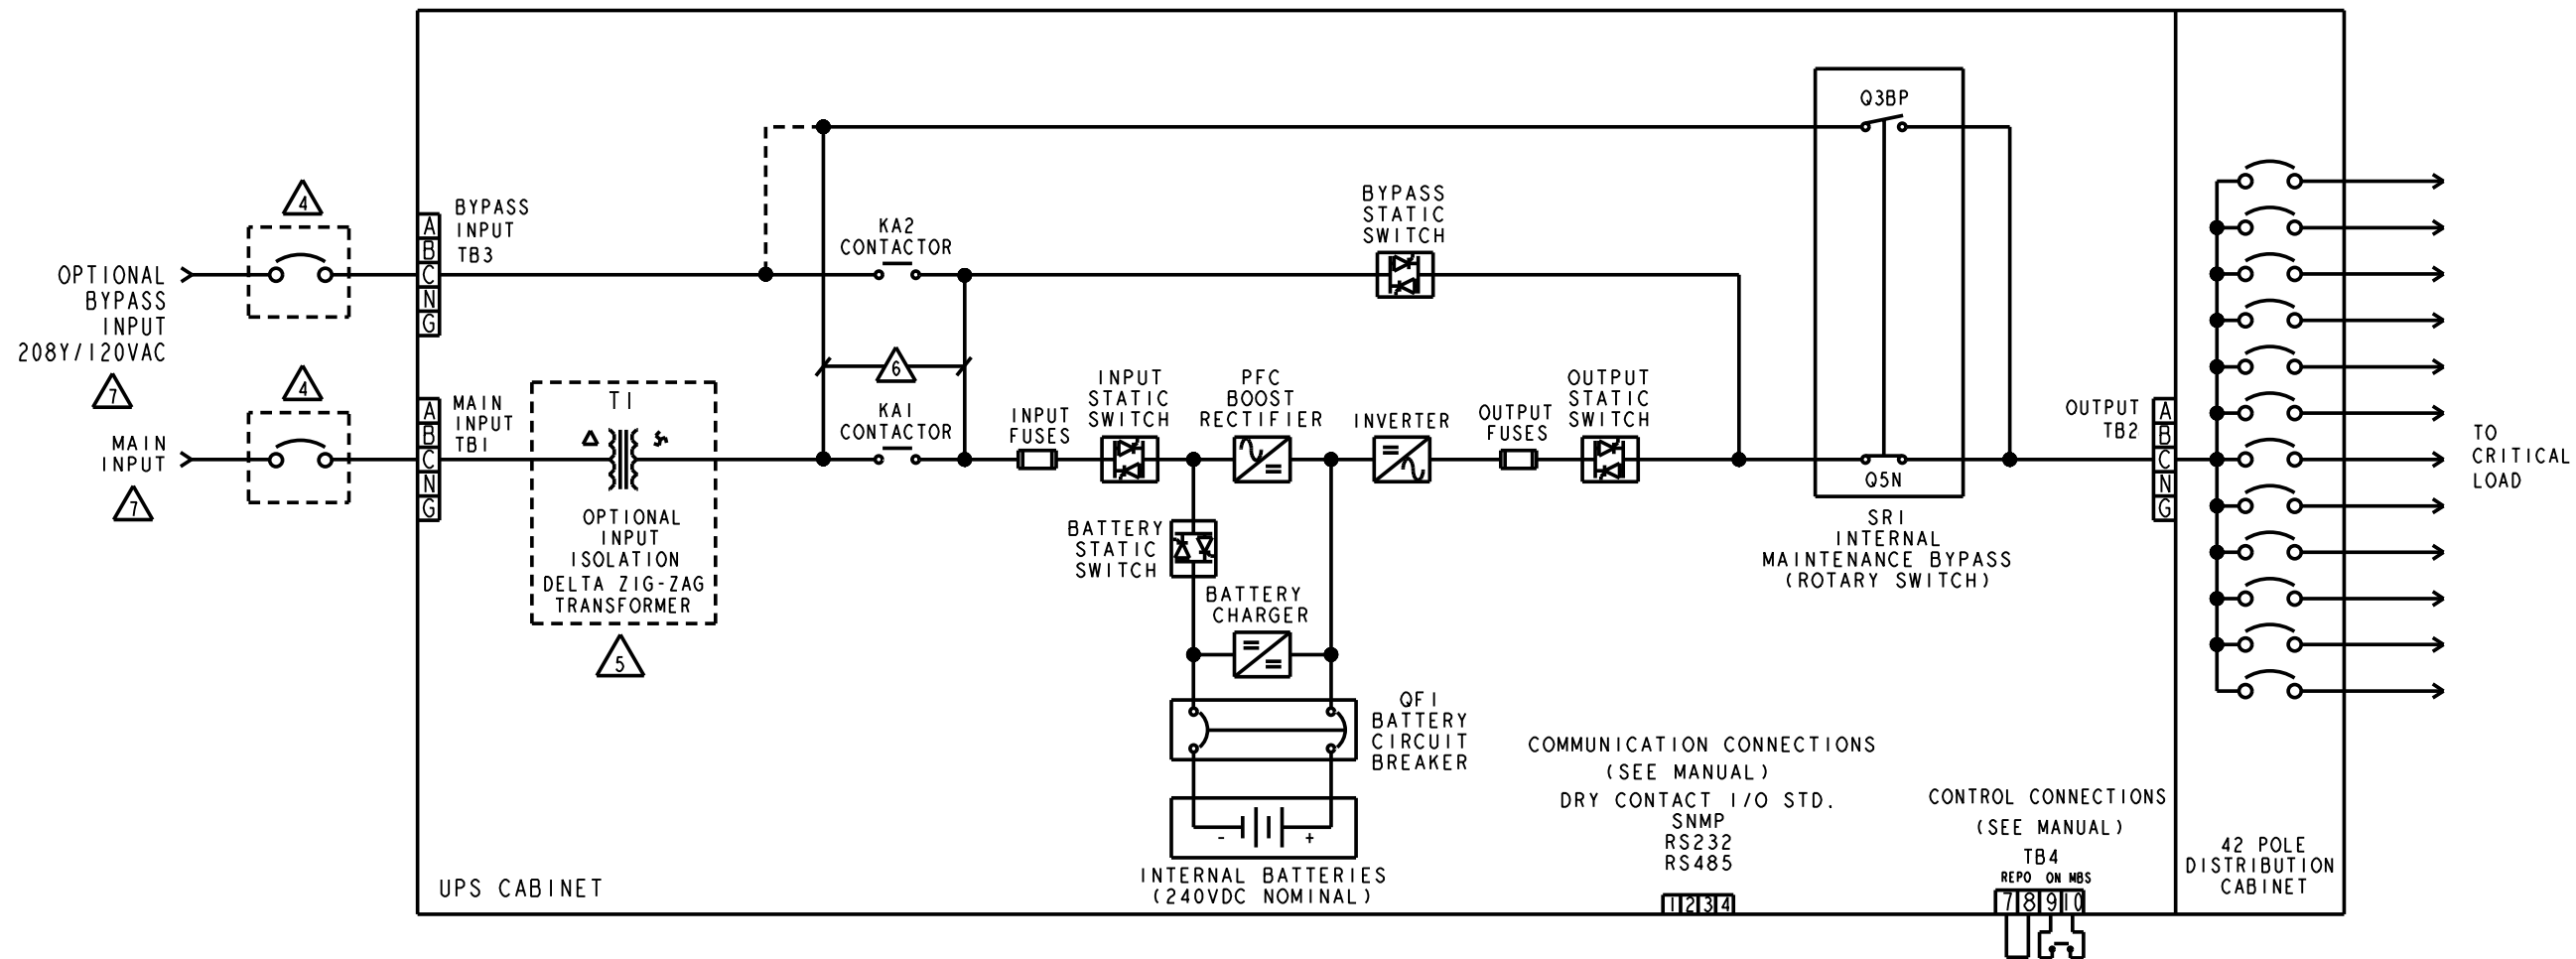 Q3BP
4
BYPASS
INPUT
TB3
A
B
C
N
G
OPTIONAL
BYPASS
INPUT
208Y/120VAC
7
KA2
CONTACTOR
BYPASS
STATIC
SWITCH
4
MAIN
INPUT
7
MAIN
INPUT
TB1
A
B
C
N
G
T1
OPTIONAL
INPUT
ISOLATION
DELTA ZIG-ZAG
TRANSFORMER
5
6
KA1
CONTACTOR
INPUT
FUSES
INPUT
STATIC
SWITCH
PFC
BOOST
RECTIFIER
INVERTER
OUTPUT
FUSES
OUTPUT
STATIC
SWITCH
Q5N
SR1
INTERNAL
MAINTENANCE BYPASS
(ROTARY SWITCH)
OUTPUT
TB2
A
B
C
N
G
TO
CRITICAL
LOAD
BATTERY
STATIC
SWITCH
BATTERY
CHARGER
QF1
BATTERY
CIRCUIT
BREAKER
- +
INTERNAL BATTERIES
(240VDC NOMINAL)
COMMUNICATION CONNECTIONS
(SEE MANUAL)
DRY CONTACT I/O STD.
SNMP
RS232
RS485
1 2 3 4
CONTROL CONNECTIONS
(SEE MANUAL)
TB4
REPO ON MBS
7 8 9 10
42 POLE
DISTRIBUTION
CABINET
UPS CABINET